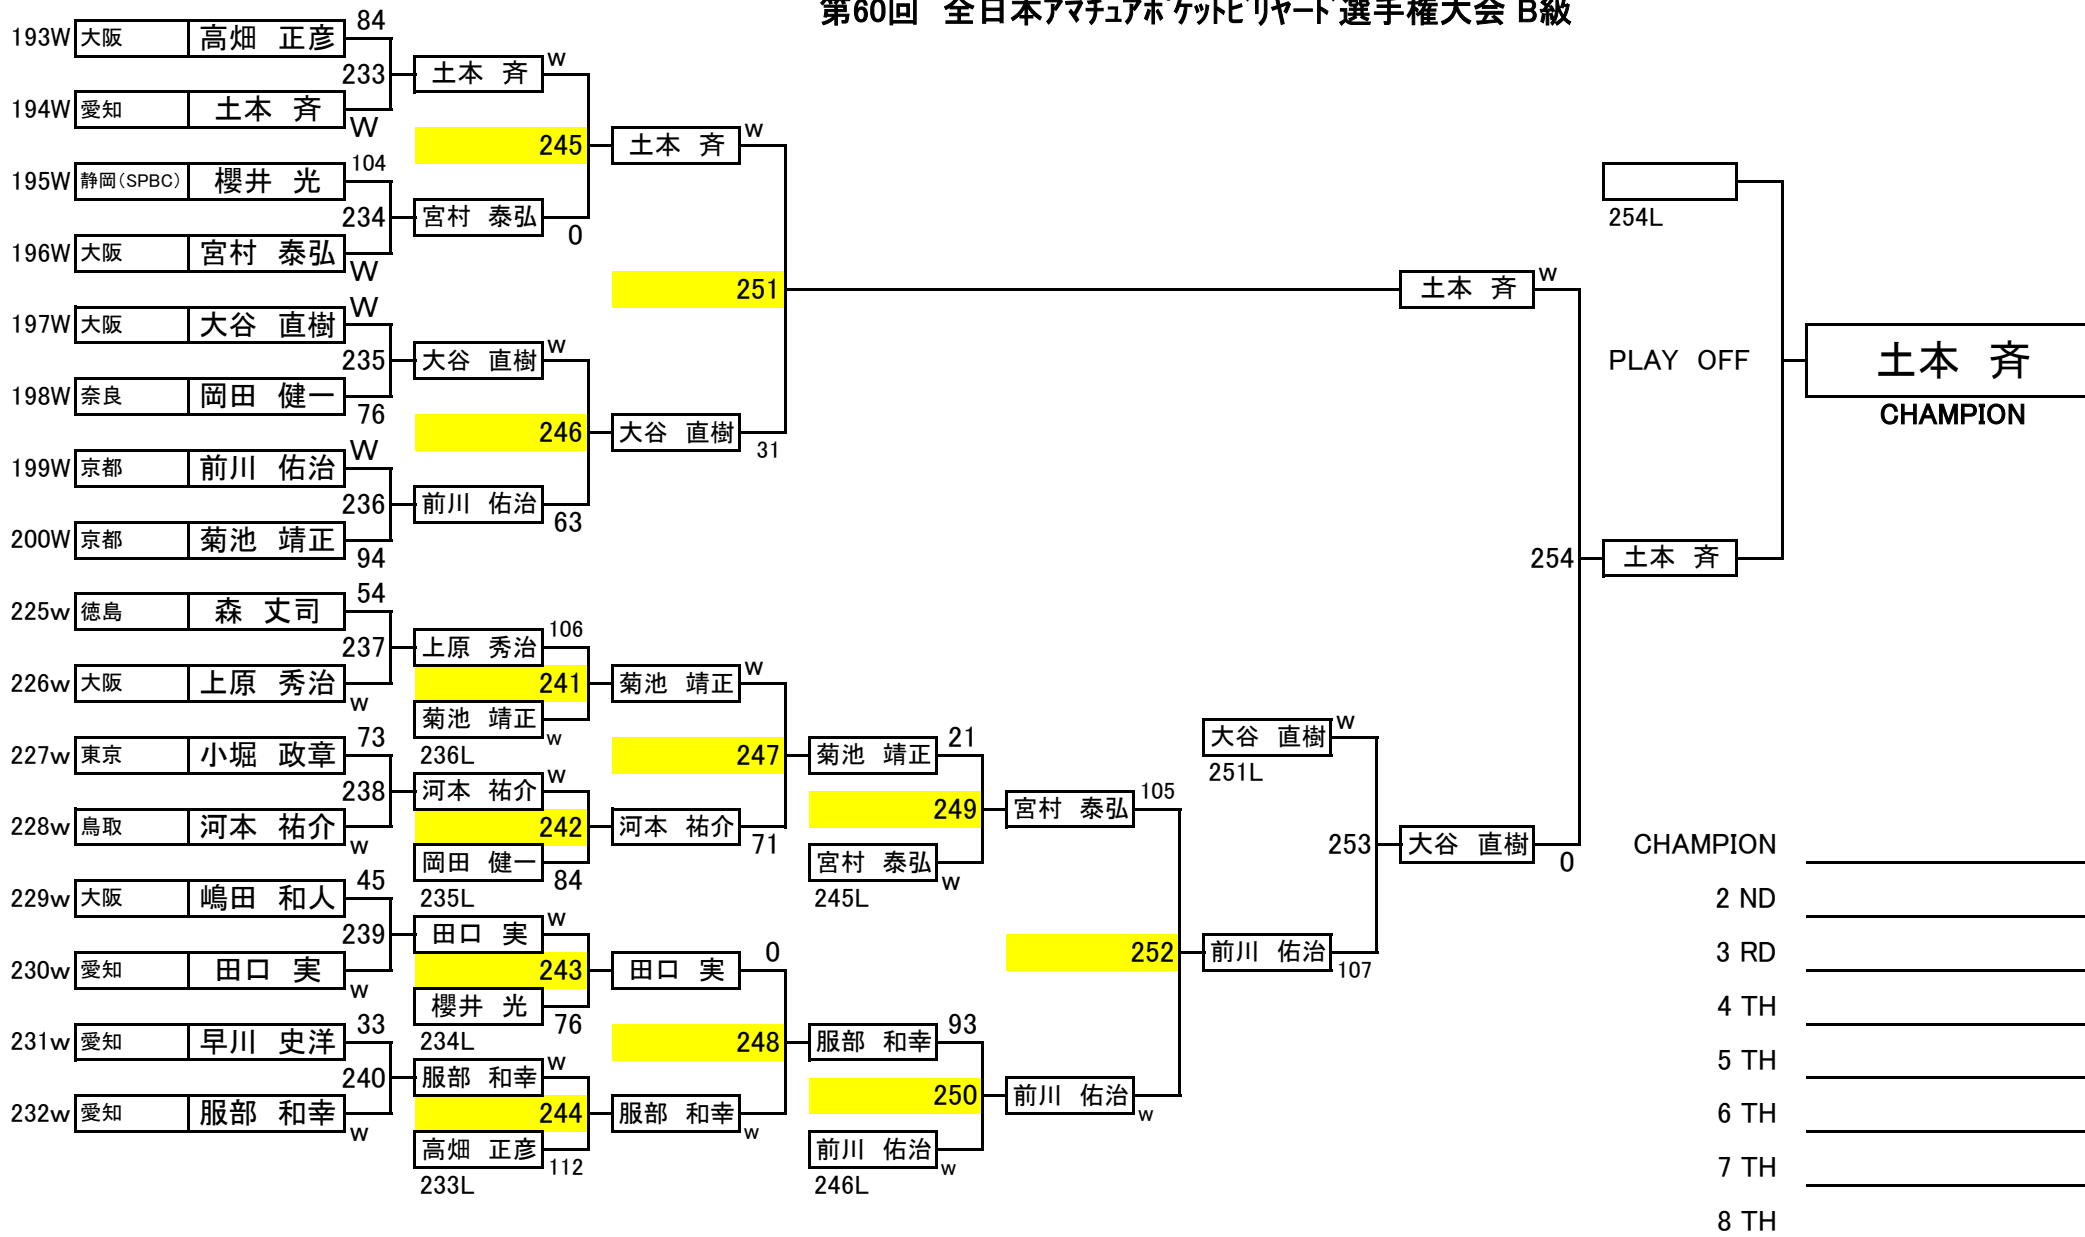 第60回　全日本アマチュアポケットビリヤード選手権大会 B級
193W 大阪 高畑 正彦 84
233 土本 斉 w
194W 愛知 土本 斉 W
245 土本 斉 w
195W 静岡(SPBC) 櫻井 光 104
234 宮村 泰弘 0
196W 大阪 宮村 泰弘 W
251 土本 斉 w
197W 大阪 大谷 直樹 W
235 大谷 直樹 w
198W 奈良 岡田 健一 76
246 大谷 直樹 31
199W 京都 前川 佑治 W
236 前川 佑治 63
200W 京都 菊池 靖正 94
225w 徳島 森 丈司 54
237 上原 秀治 106
226w 大阪 上原 秀治 w
241 菊池 靖正 w
菊池 靖正 w
236L
227w 東京 小堀 政章 73
247 菊池 靖正 21
238 河本 祐介 w
228w 鳥取 河本 祐介 w
242 河本 祐介 71
岡田 健一 84
235L
249 宮村 泰弘 105
宮村 泰弘 w
245L
229w 大阪 嶋田 和人 45
239 田口 実 w
230w 愛知 田口 実 w
243 田口 実 0
櫻井 光 76
234L
231w 愛知 早川 史洋 33
248 服部 和幸 93
240 服部 和幸 w
232w 愛知 服部 和幸 w
244 服部 和幸 w
高畑 正彦 112
233L
250 前川 佑治 w
前川 佑治 w
246L
252 前川 佑治 107
大谷 直樹 w
251L
253 大谷 直樹 0
254 土本 斉
254L
PLAY OFF
土本 斉
CHAMPION
CHAMPION
2 ND
3 RD
4 TH
5 TH
6 TH
7 TH
8 TH